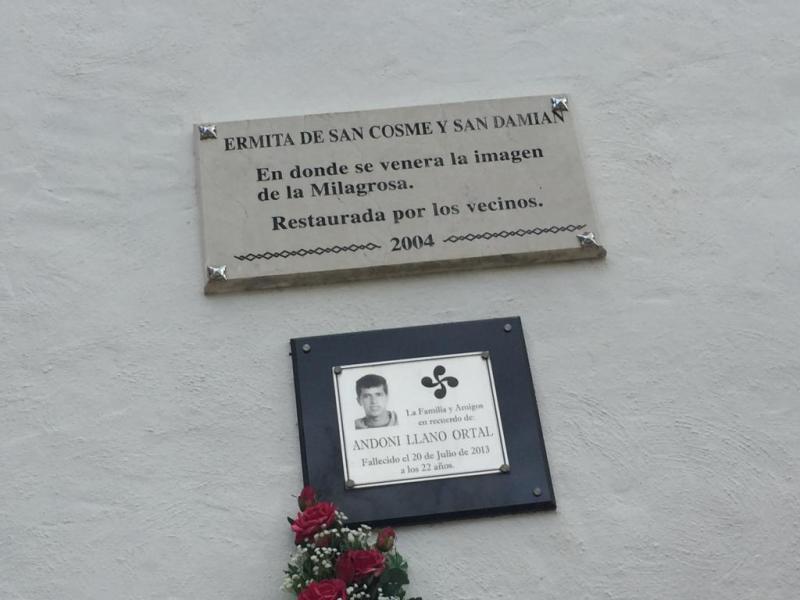 ERMITA DE SAN COSME Y SAN DAMIAN
En donde se venera la imagen
de la Milagrosa.
Restaurada por los vecinos.
2004
La Familia y Amigos
en recuerdo de:
ANDONI LLANO ORTAL
Fallecido el 20 de Julio de 2013
a los 22 años.